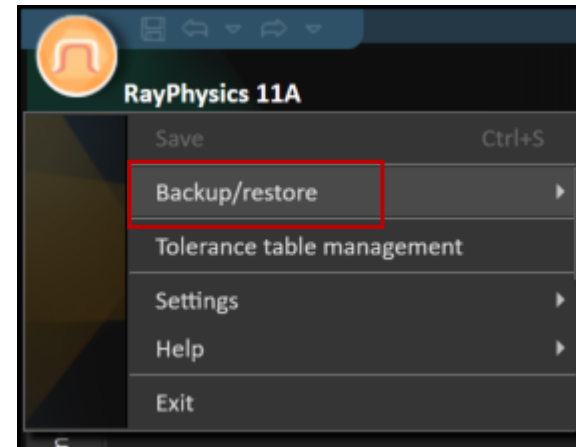 RayPhysics 11A
Save Ctrl+S
Backup/restore
Tolerance table management
Settings
Help
Exit